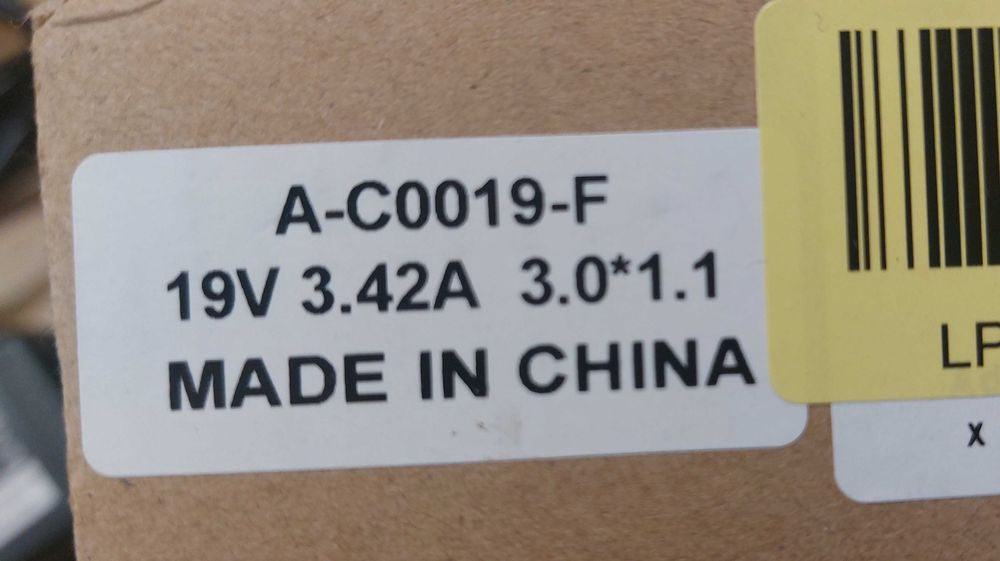 A-C0019-F
19V 3.42A 3.0*1.1
MADE IN CHINA
LP
x